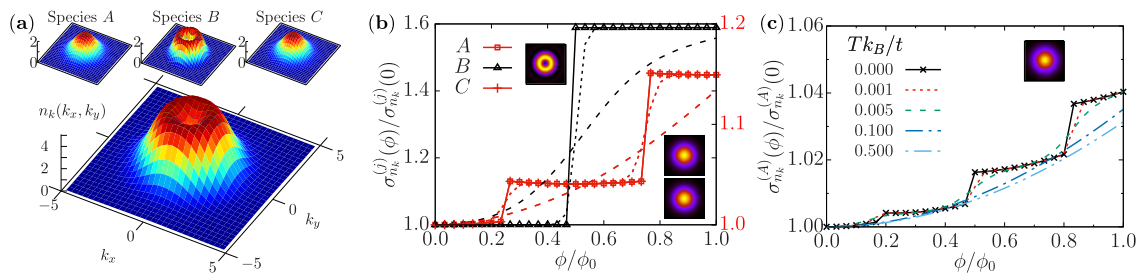 (a) Species A Species B Species C
2
0
2
0
2
0
n_k(k_x, k_y)
4
2
0
−5
0
5
k_x
−5
0
5
k_y
(b)
σ_{n_k}^{(j)}(ϕ)/σ_{n_k}^{(j)}(0)
1.6
1.4
1.2
1.0
A
B
C
1.2
1.1
1.0
0.0 0.2 0.4 0.6 0.8 1.0
ϕ/ϕ_0
(c)
σ_{n_k}^{(A)}(ϕ)/σ_{n_k}^{(A)}(0)
1.06
1.04
1.02
1.00
Tk_B/t
0.000
0.001
0.005
0.100
0.500
0.0 0.2 0.4 0.6 0.8 1.0
ϕ/ϕ_0